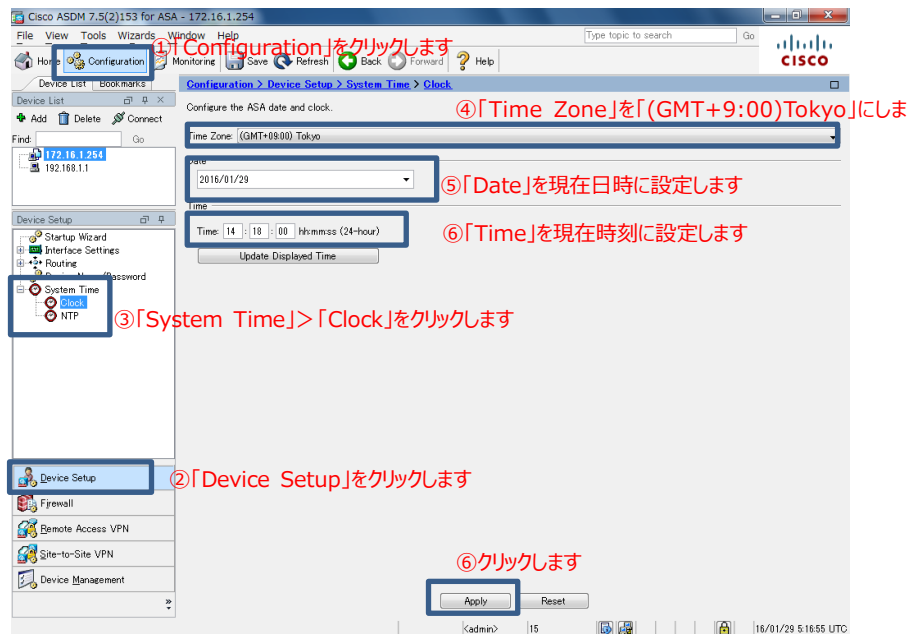 Cisco ASDM 7.5(2)153 for ASA - 172.16.1.254
File View Tools Wizards Window Help
Type topic to search Go
①「Configuration」をクリックします
Home Configuration Monitoring Save Refresh Back Forward Help
CISCO
Device List Bookmarks
Configuration > Device Setup > System Time > Clock
Device List
Add Delete Connect
Configure the ASA date and clock.
④「Time Zone」を「(GMT+9:00)Tokyo」にしま
Find: Go
Time Zone: (GMT+09:00) Tokyo
172.16.1.254
192.168.1.1
Date
2016/01/29
⑤「Date」を現在日時に設定します
Time
Time: 14 : 18 : 00 hh:mm:ss (24-hour)
⑥「Time」を現在時刻に設定します
Update Displayed Time
Device Setup
Startup Wizard
Interface Settings
Routing
Device Name/Password
System Time
Clock
NTP
③「System Time」＞「Clock」をクリックします
Device Setup
②「Device Setup」をクリックします
Firewall
Remote Access VPN
Site-to-Site VPN
Device Management
⑥クリックします
Apply Reset
<admin> 15 16/01/29 5:16:55 UTC